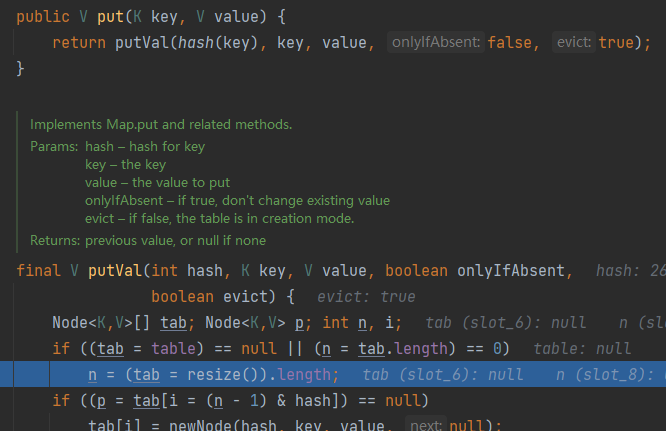 public V put(K key, V value) {
return putVal(hash(key), key, value, onlyIfAbsent: false, evict: true);
}
Implements Map.put and related methods.
Params: hash – hash for key
key – the key
value – the value to put
onlyIfAbsent – if true, don't change existing value
evict – if false, the table is in creation mode.
Returns: previous value, or null if none
final V putVal(int hash, K key, V value, boolean onlyIfAbsent, hash: 26
boolean evict) { evict: true
Node<K,V>[] tab; Node<K,V> p; int n, i; tab (slot_6): null n (sl
if ((tab = table) == null || (n = tab.length) == 0) table: null
n = (tab = resize()).length; tab (slot_6): null n (slot_8):
if ((p = tab[i = (n - 1) & hash]) == null)
tab[i] = newNode(hash, key, value, next: null);